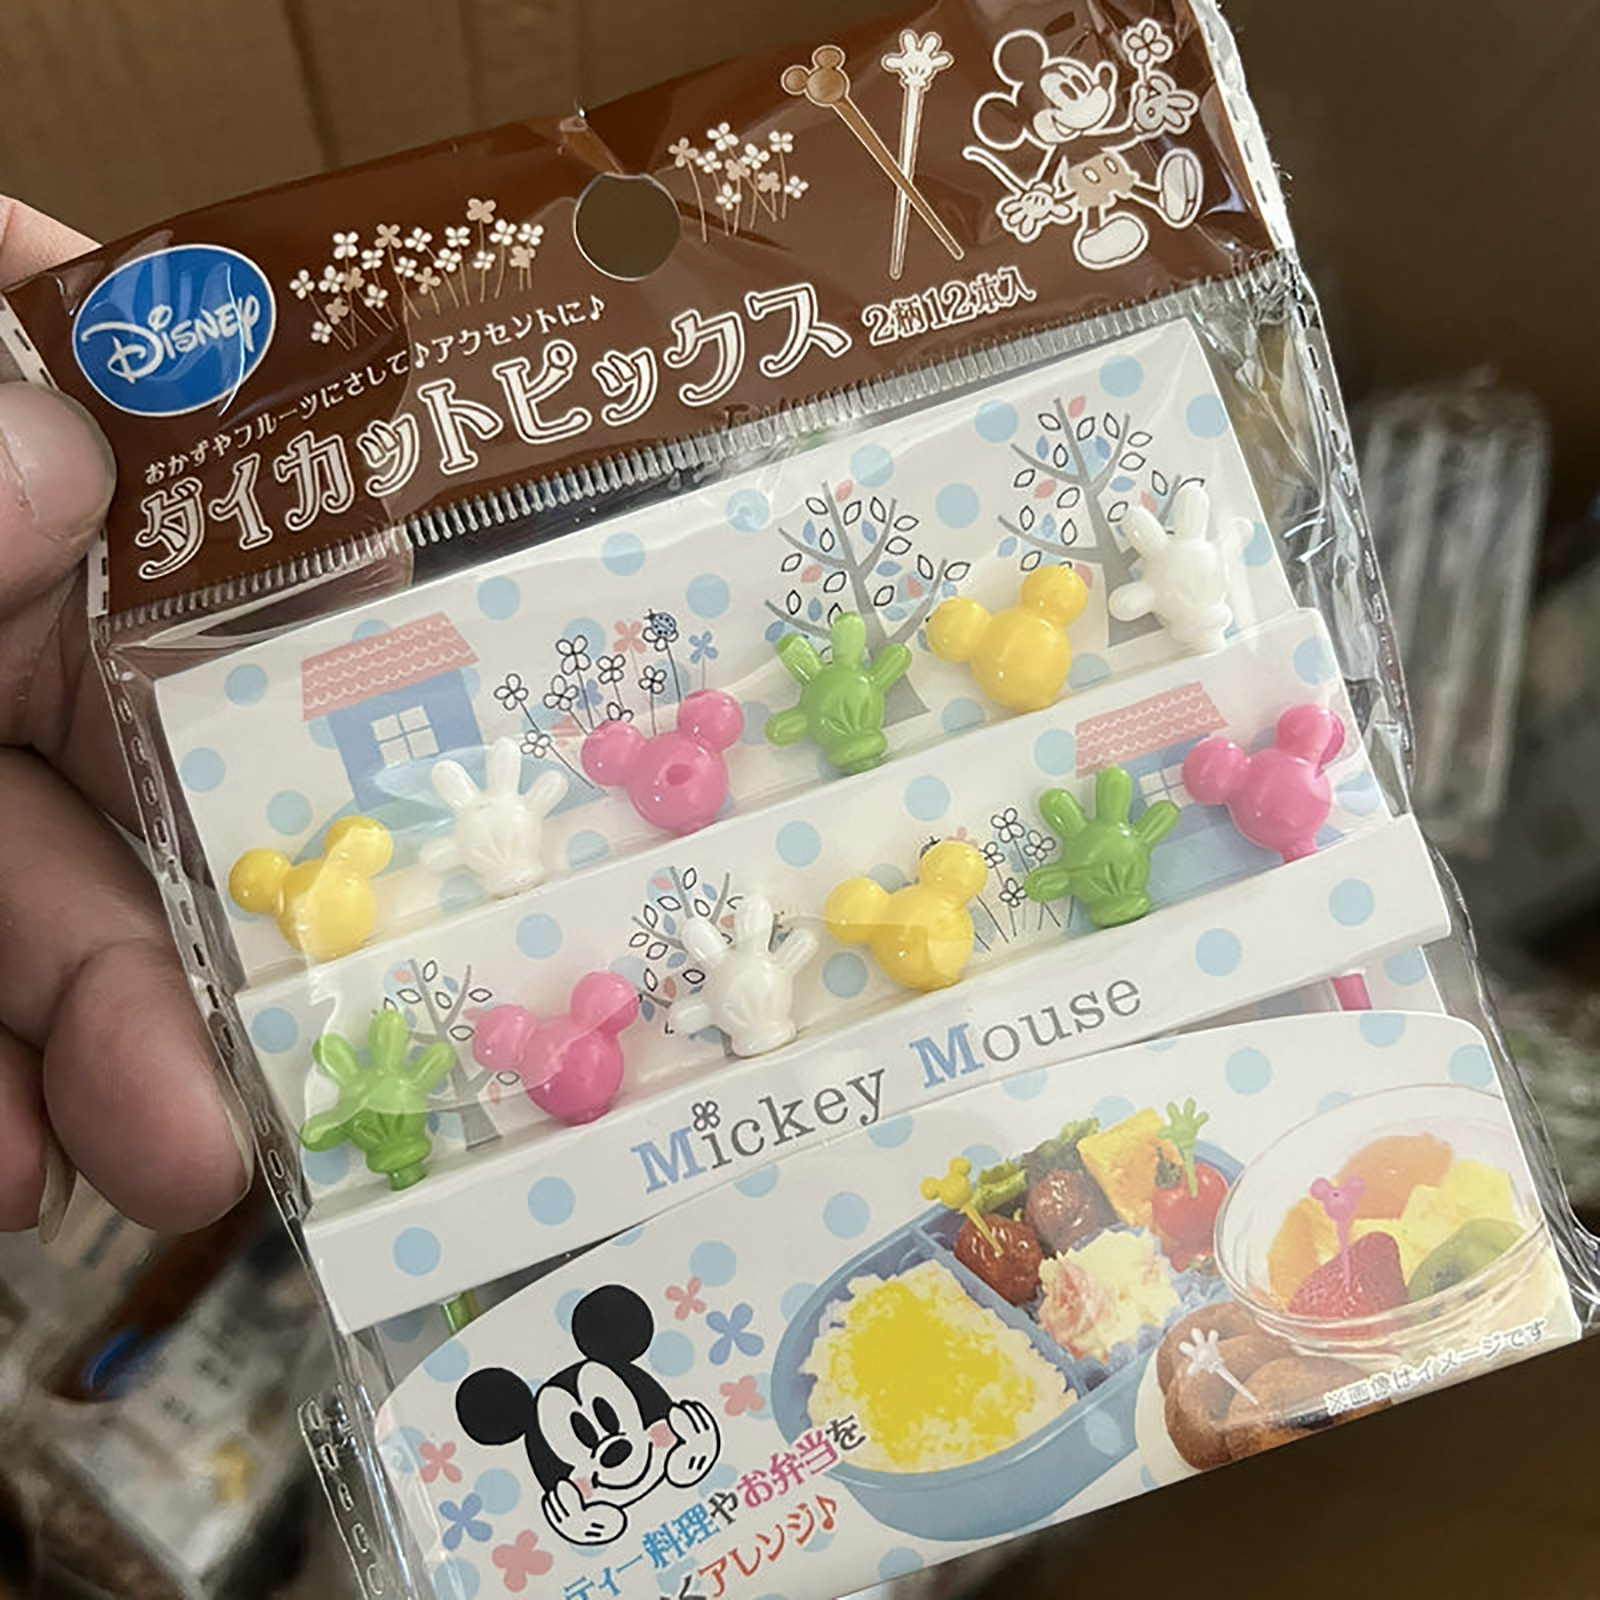 Disney
おかずやフルーツにさして♪アクセントに♪
ダイカットピックス 2柄12本入
Mickey Mouse
ティー料理やお弁当を
くアレンジ♪
※画像はイメージです